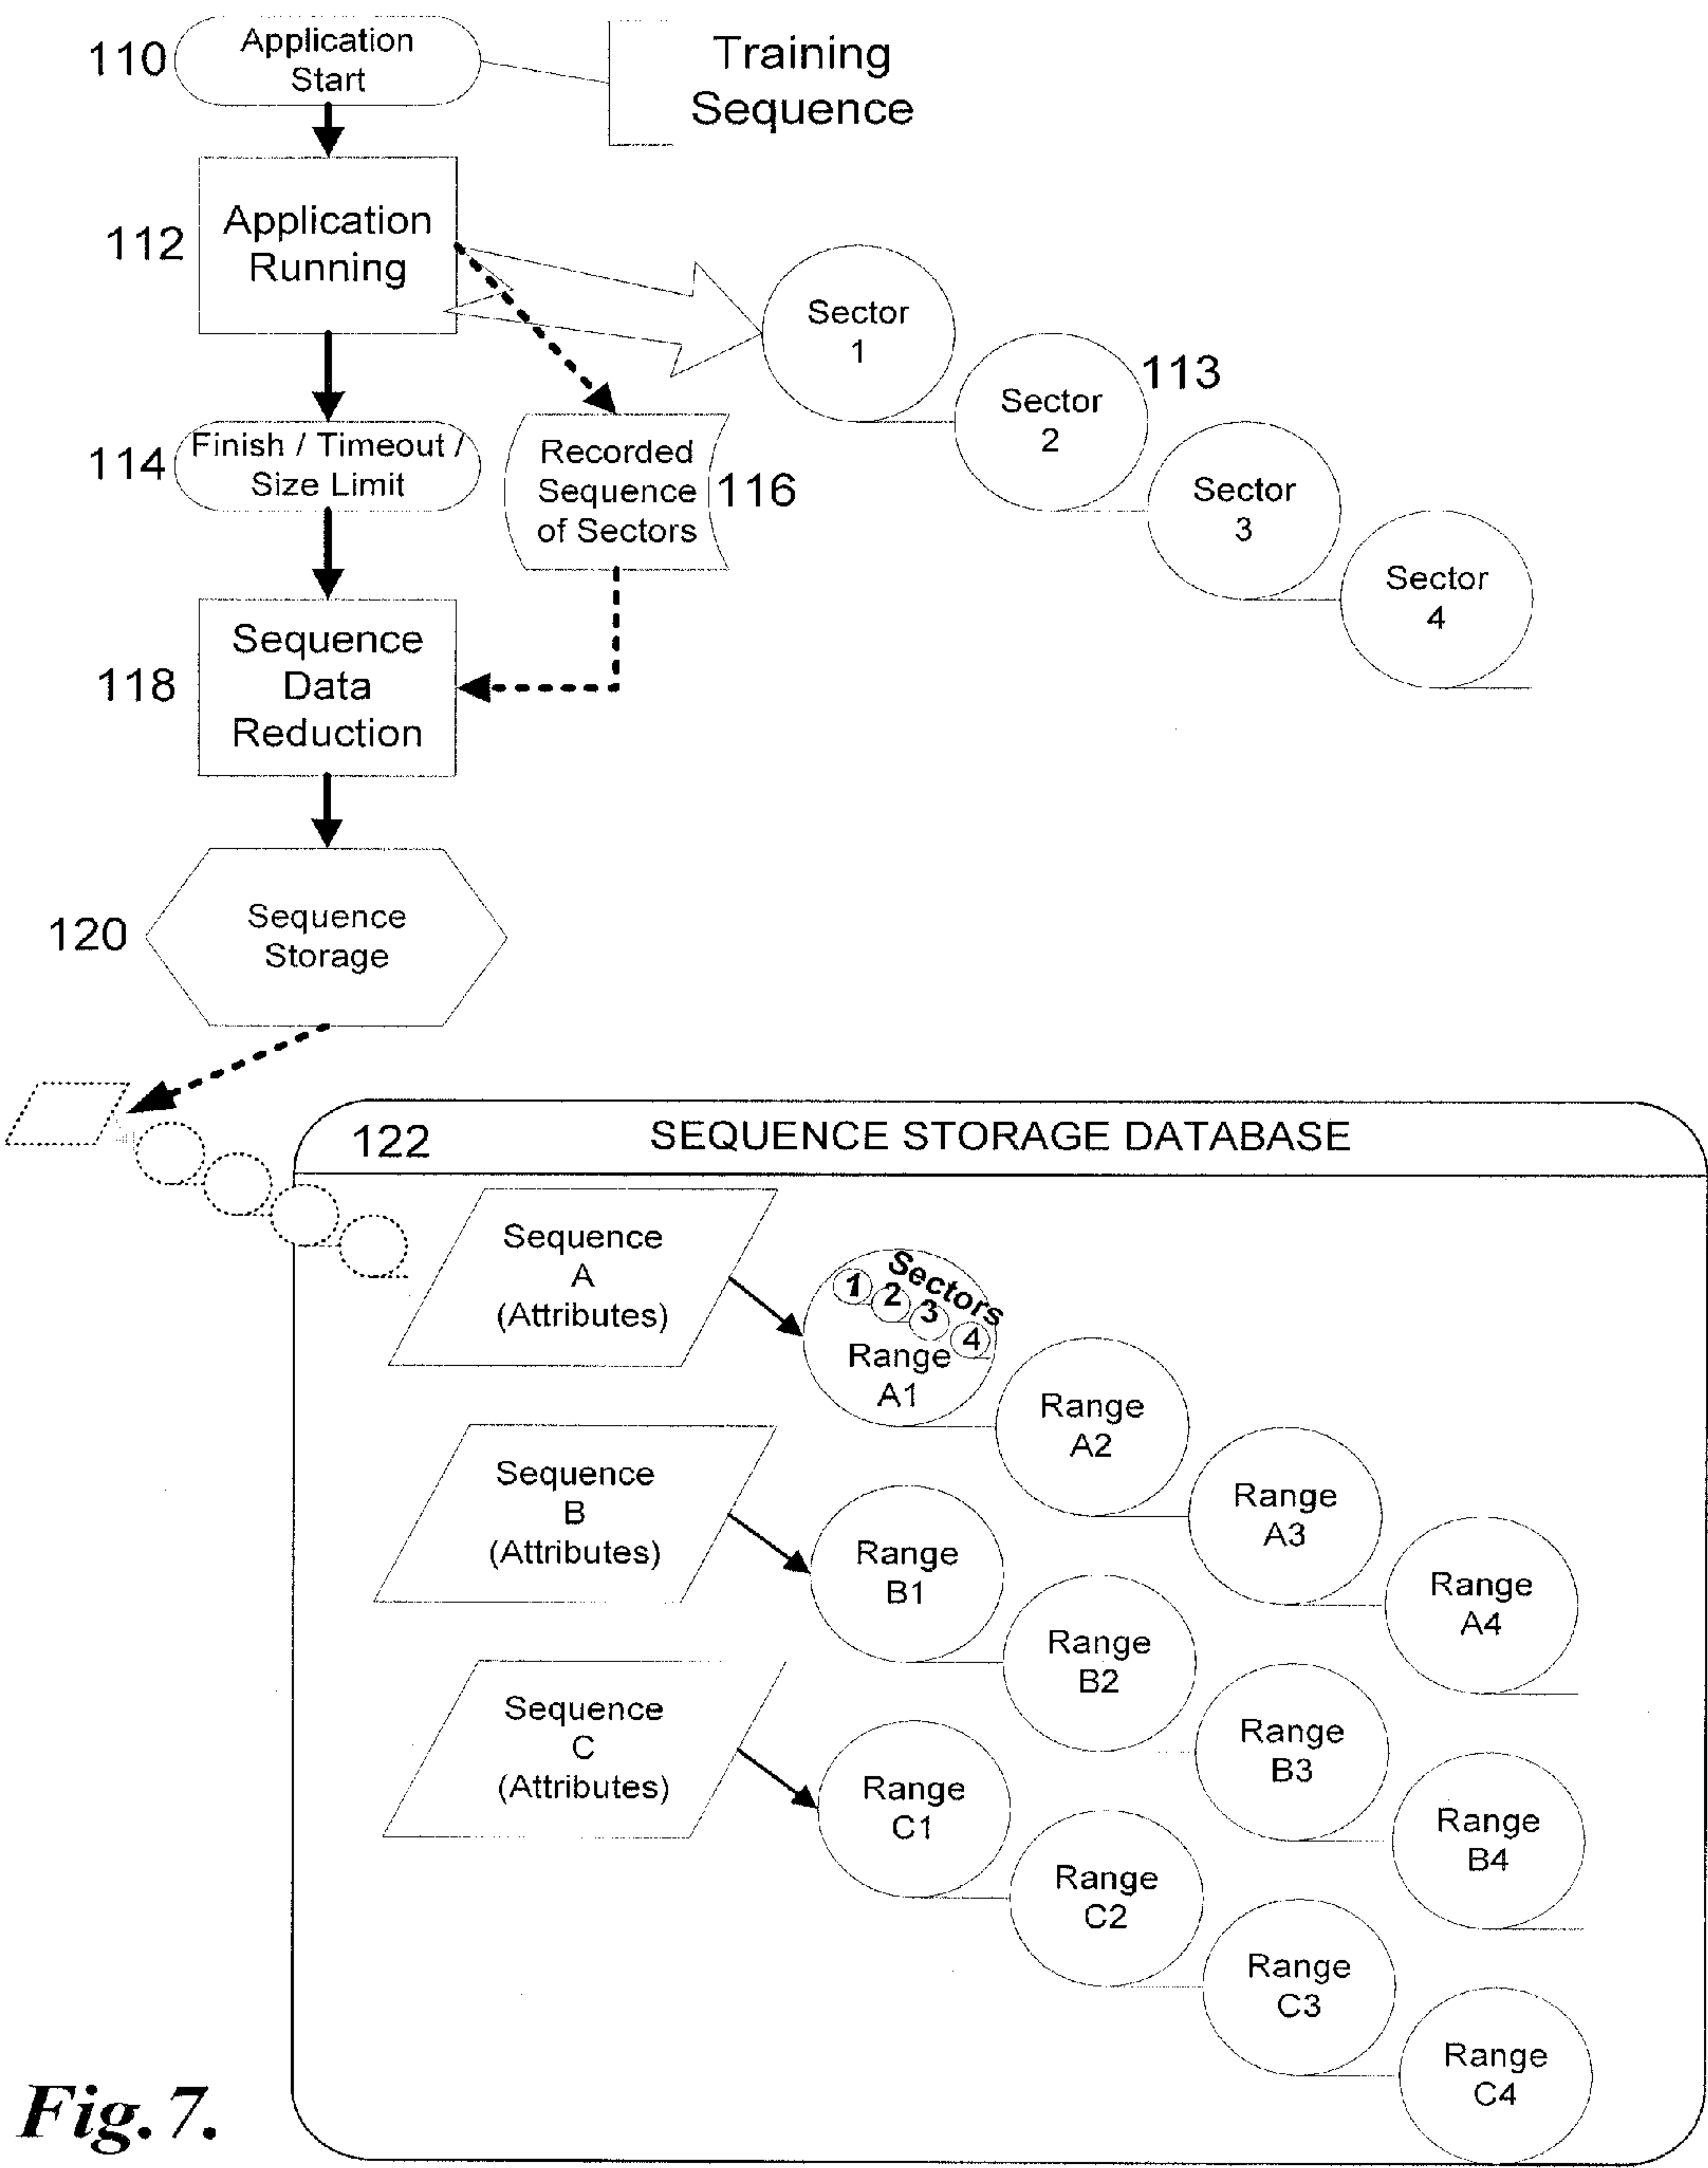 110
Application
Start
Training
Sequence
112
Application
Running
Sector
1
Sector
2
113
Sector
3
Sector
4
114
Finish / Timeout /
Size Limit
Recorded
Sequence
of Sectors
116
118
Sequence
Data
Reduction
120
Sequence
Storage
122
SEQUENCE STORAGE DATABASE
Sequence
A
(Attributes)
Sectors
1
2
3
4
Range
A1
Range
A2
Range
A3
Range
A4
Sequence
B
(Attributes)
Range
B1
Range
B2
Range
B3
Range
B4
Sequence
C
(Attributes)
Range
C1
Range
C2
Range
C3
Range
C4
Fig. 7.